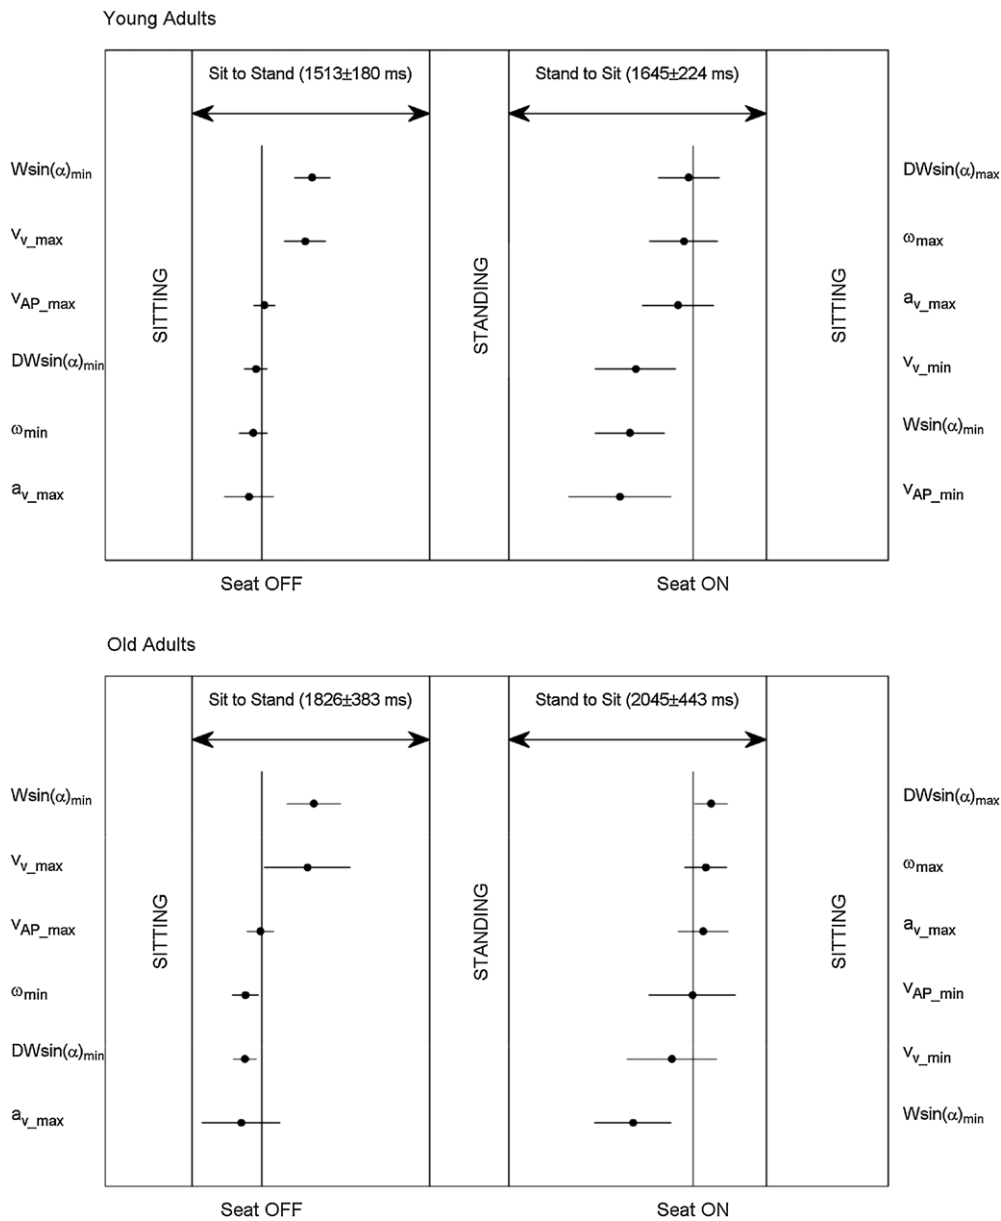 Young Adults
Sit to Stand (1513±180 ms)
Stand to Sit (1645±224 ms)
Wsin(α)min
vv_max
vAP_max
DWsin(α)min
ωmin
av_max
SITTING
STANDING
SITTING
DWsin(α)max
ωmax
av_max
vv_min
Wsin(α)min
vAP_min
Seat OFF
Seat ON
Old Adults
Sit to Stand (1826±383 ms)
Stand to Sit (2045±443 ms)
Wsin(α)min
vv_max
vAP_max
ωmin
DWsin(α)min
av_max
SITTING
STANDING
SITTING
DWsin(α)max
ωmax
av_max
vAP_min
vv_min
Wsin(α)min
Seat OFF
Seat ON